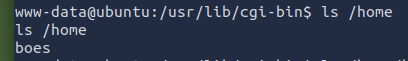 www-data@ubuntu:/usr/lib/cgi-bin$ ls /home
ls /home
boes